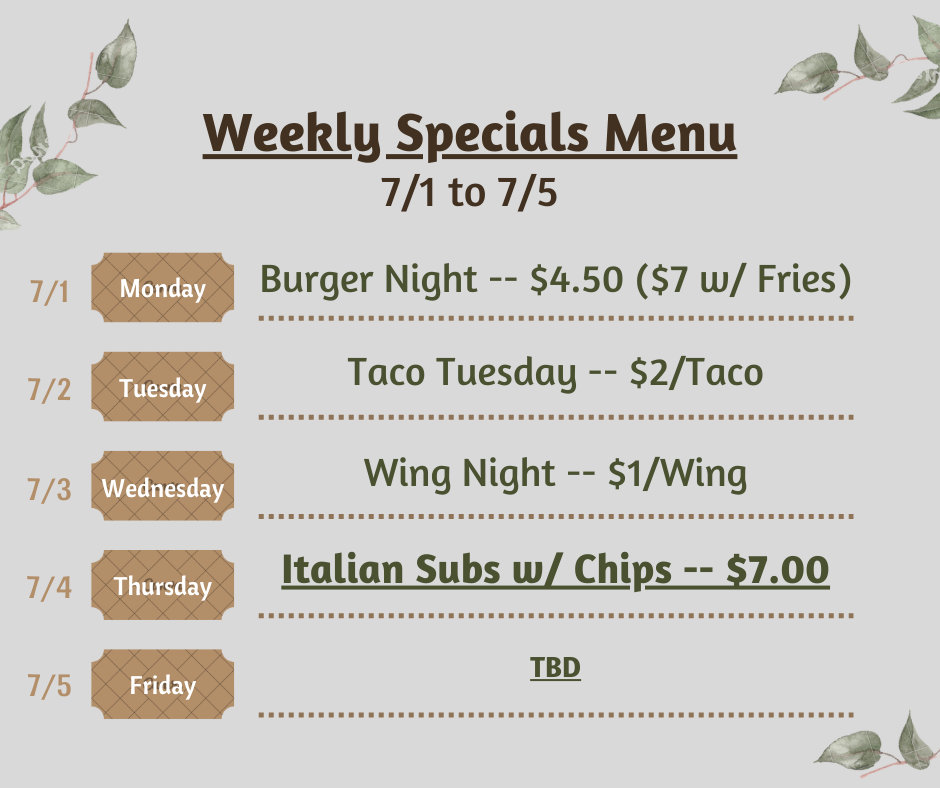 Weekly Specials Menu
7/1 to 7/5
7/1 Monday Burger Night -- $4.50 ($7 w/ Fries)
7/2 Tuesday Taco Tuesday -- $2/Taco
7/3 Wednesday Wing Night -- $1/Wing
7/4 Thursday Italian Subs w/ Chips -- $7.00
7/5 Friday TBD